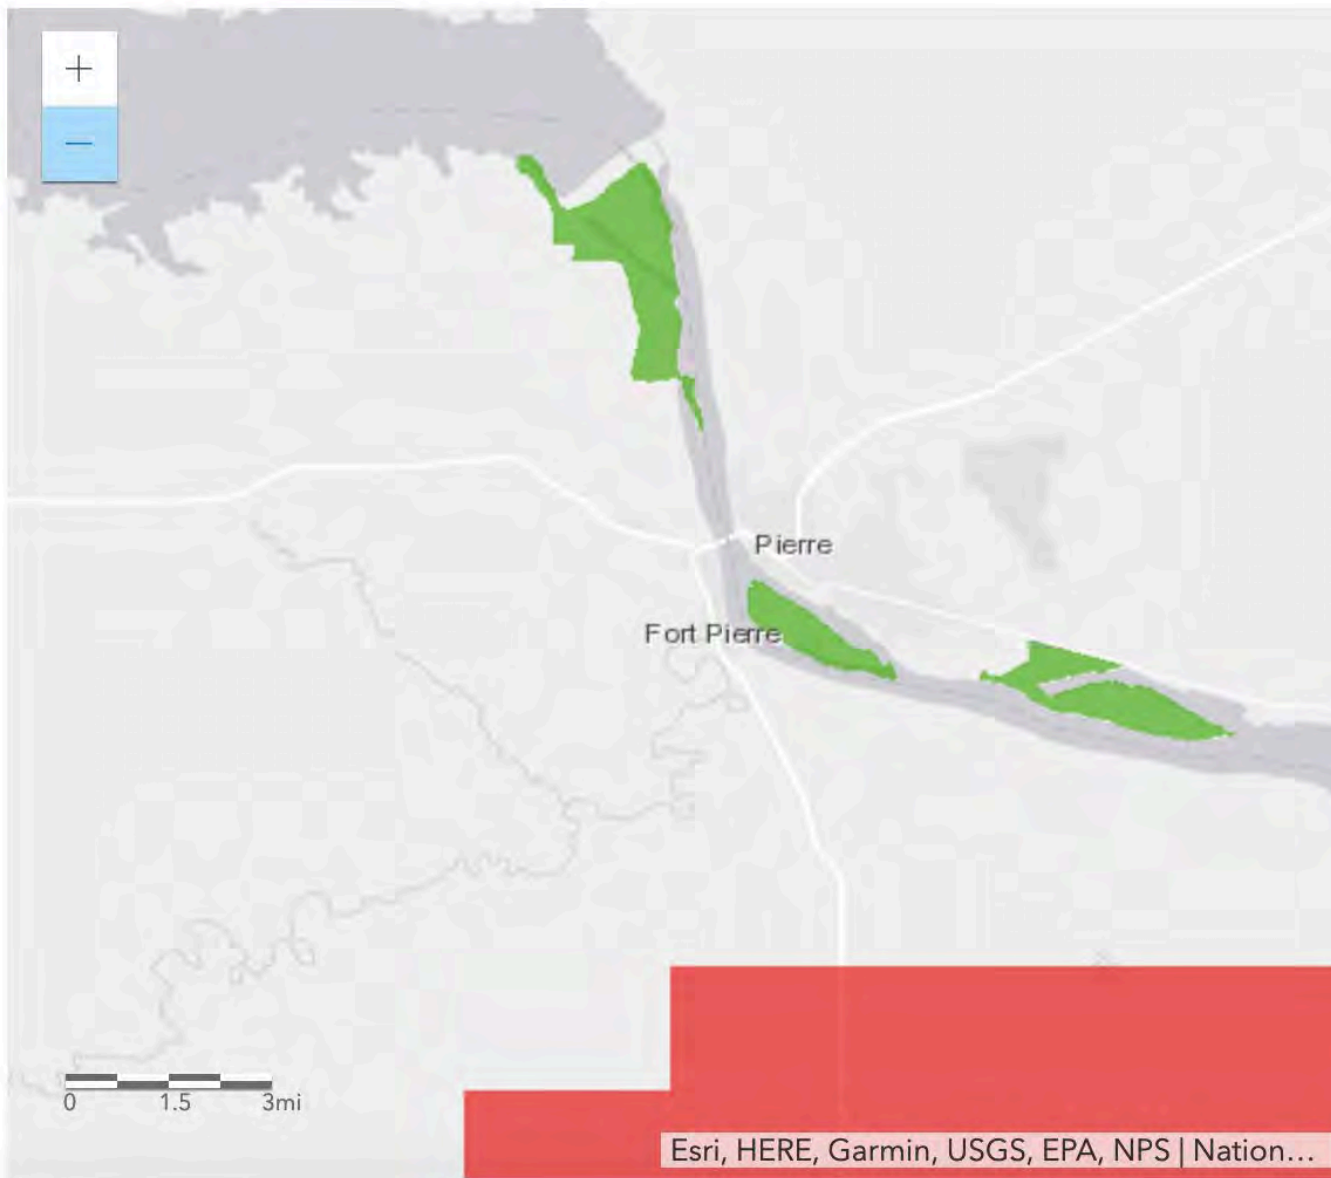 +
−
Pierre
Fort Pierre
0 1.5 3mi
Esri, HERE, Garmin, USGS, EPA, NPS | Nation...